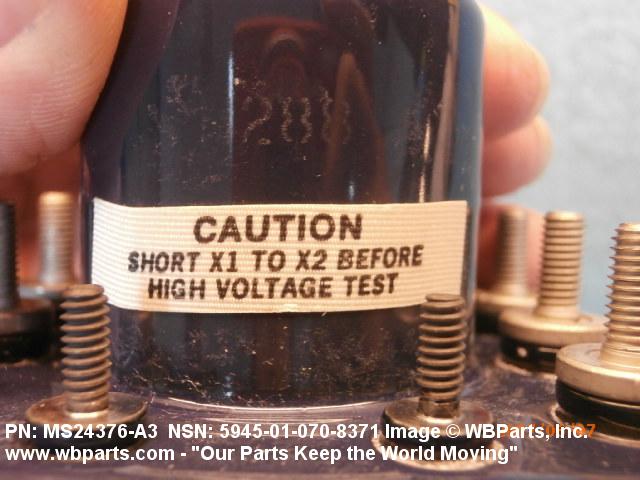 CAUTION
SHORT X1 TO X2 BEFORE
HIGH VOLTAGE TEST
PN: MS24376-A3 NSN: 5945-01-070-8371 Image © WBParts, Inc.
www.wbparts.com - "Our Parts Keep the World Moving"